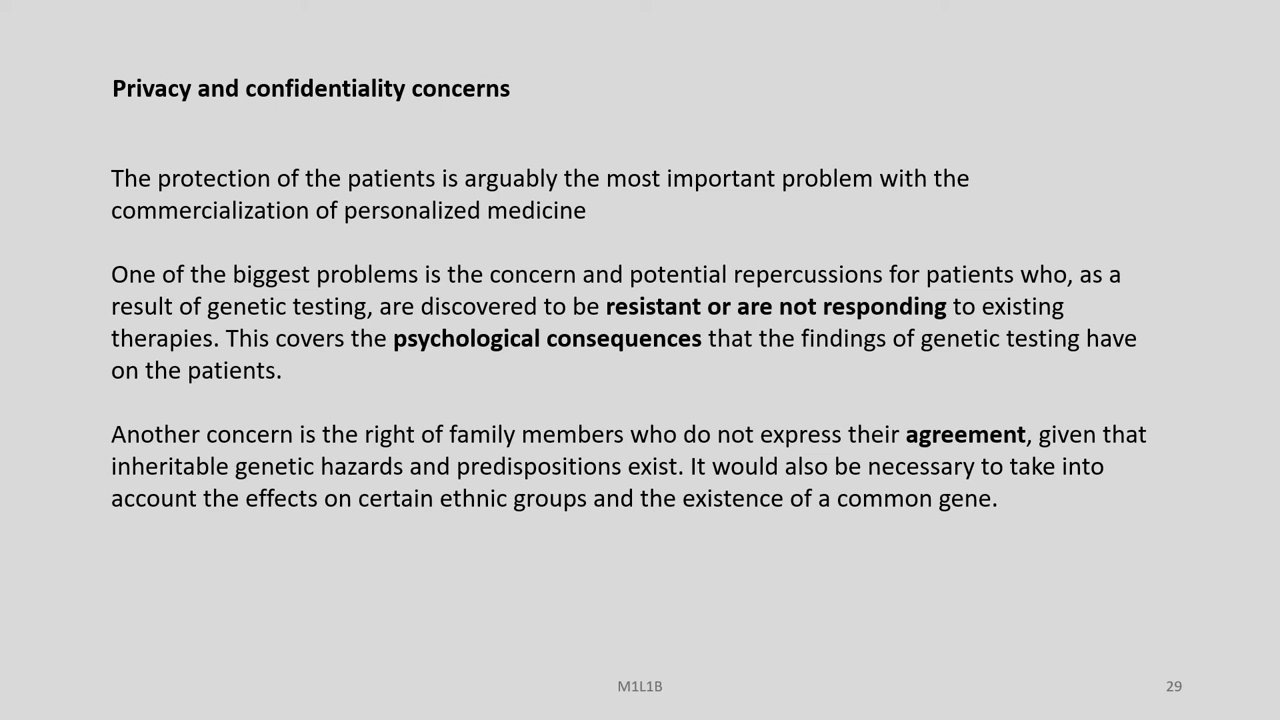 Privacy and confidentiality concerns
The protection of the patients is arguably the most important problem with the
commercialization of personalized medicine
One of the biggest problems is the concern and potential repercussions for patients who, as a
result of genetic testing, are discovered to be resistant or are not responding to existing
therapies. This covers the psychological consequences that the findings of genetic testing have
on the patients.
Another concern is the right of family members who do not express their agreement, given that
inheritable genetic hazards and predispositions exist. It would also be necessary to take into
account the effects on certain ethnic groups and the existence of a common gene.
M1L1B
29